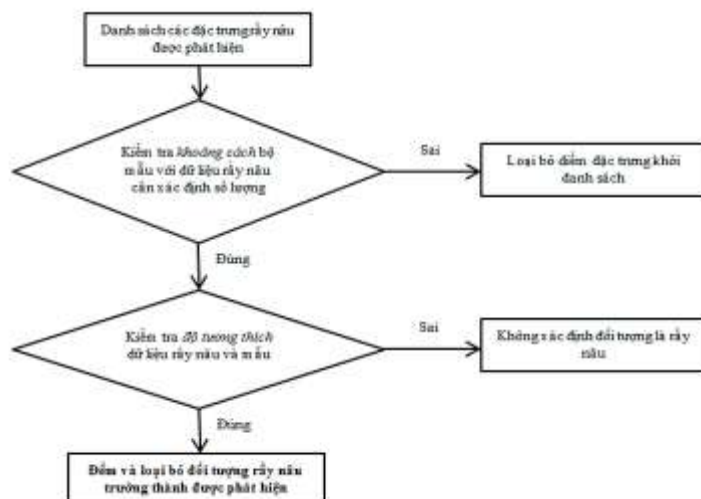 Danh sách các đặc trưng rầy nâu
được phát hiện
Kiểm tra khoảng cách bộ
mẫu với dữ liệu rầy nâu
cần xác định số lượng
Sai
Loại bỏ điểm đặc trưng khỏi
danh sách
Đúng
Kiểm tra độ tương thích
dữ liệu rầy nâu và mẫu
Sai
Không xác định đối tượng là rầy
nâu
Đúng
Đếm và loại bỏ đối tượng rầy nâu
trưởng thành được phát hiện